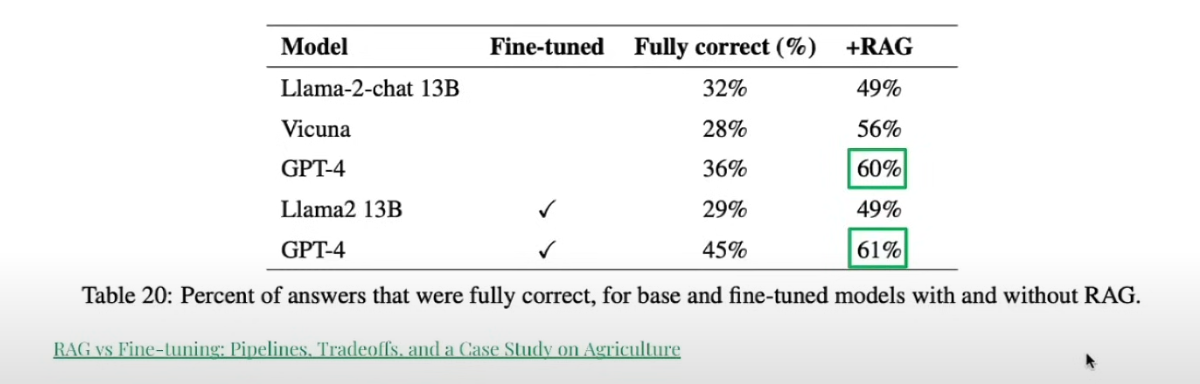 Model Fine-tuned Fully correct (%) +RAG
Llama-2-chat 13B 32% 49%
Vicuna 28% 56%
GPT-4 36% 60%
Llama2 13B ✓ 29% 49%
GPT-4 ✓ 45% 61%
Table 20: Percent of answers that were fully correct, for base and fine-tuned models with and without RAG.
RAG vs Fine-tuning: Pipelines, Tradeoffs, and a Case Study on Agriculture